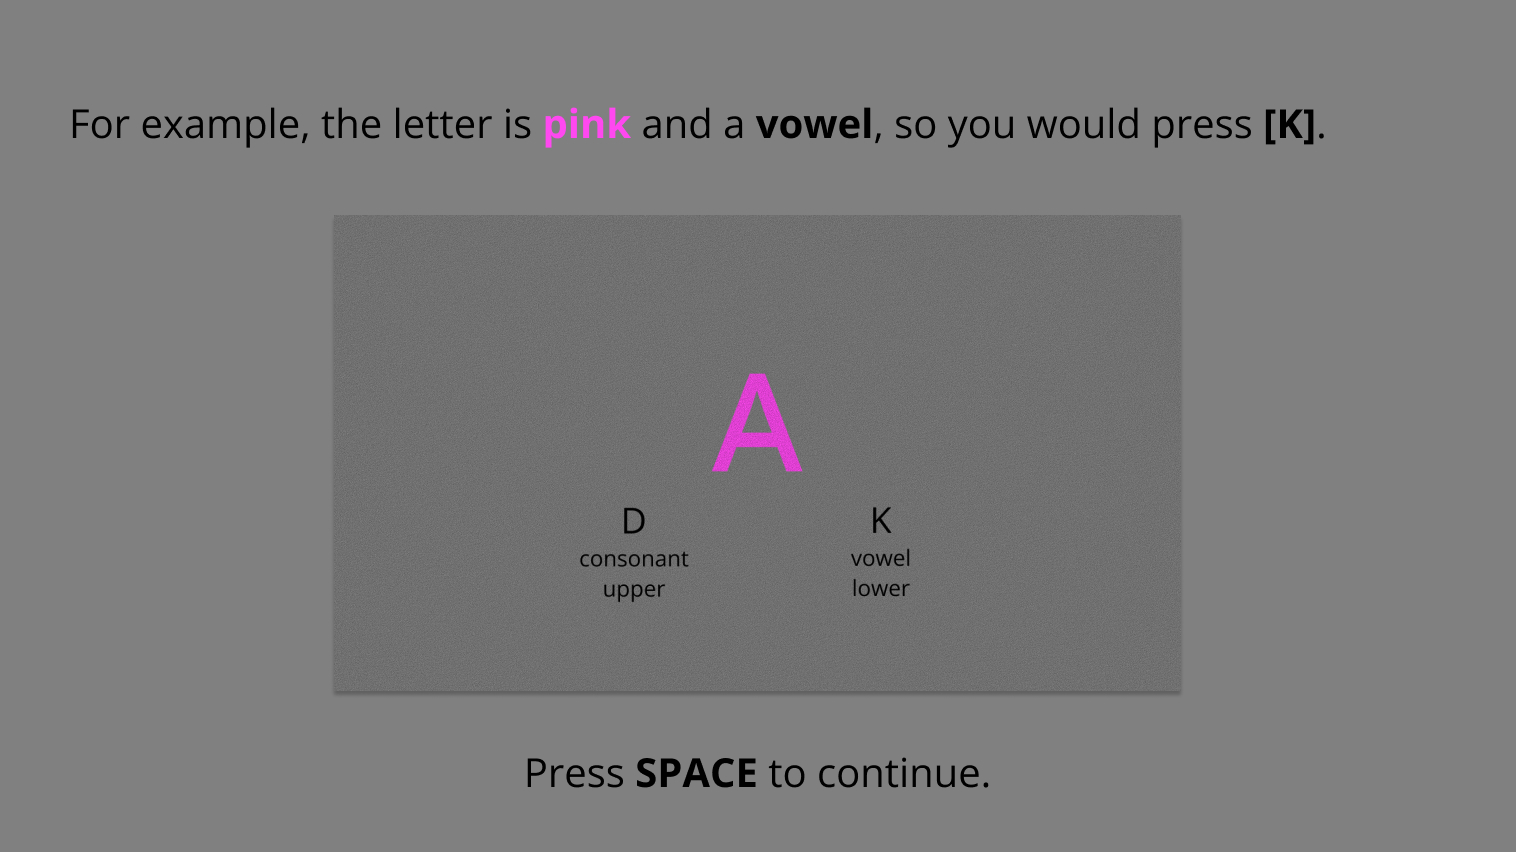 For example, the letter is pink and a vowel, so you would press [K].
A
D K
consonant vowel
upper lower
Press SPACE to continue.